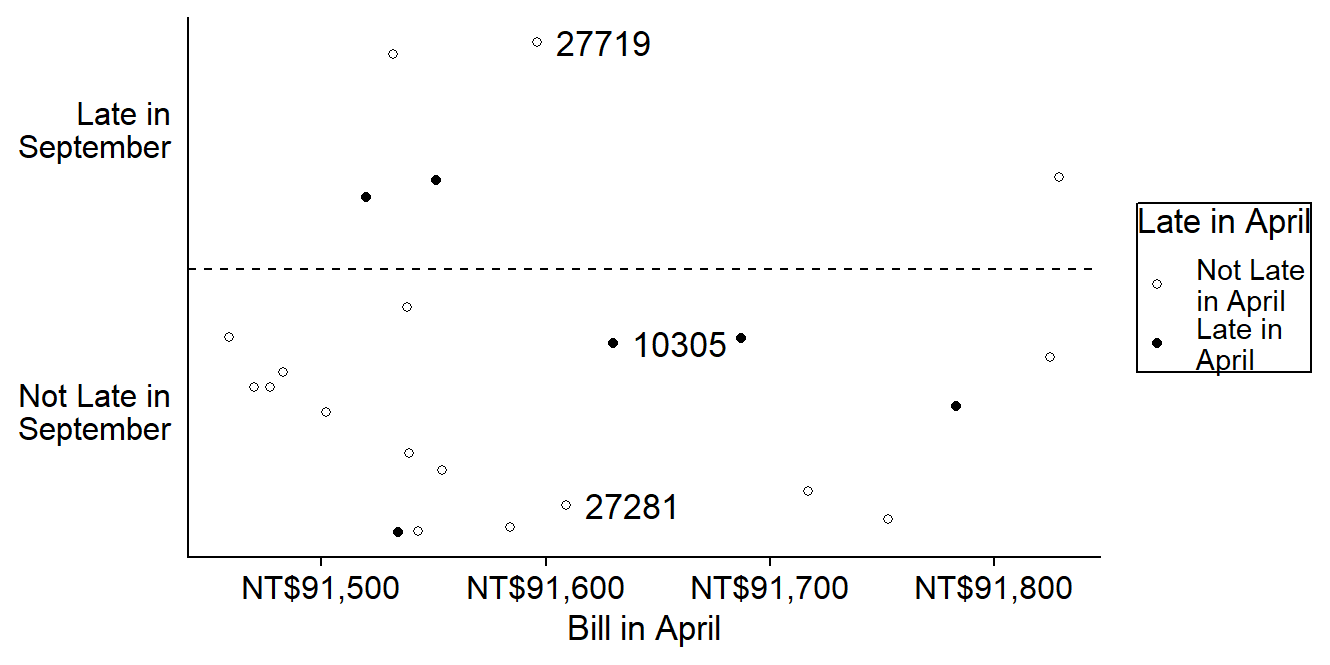 27719
Late in
September
Late in April
Not Late
in April
Late in
April
10305
Not Late in
September
27281
NT$91,500
NT$91,600
NT$91,700
NT$91,800
Bill in April